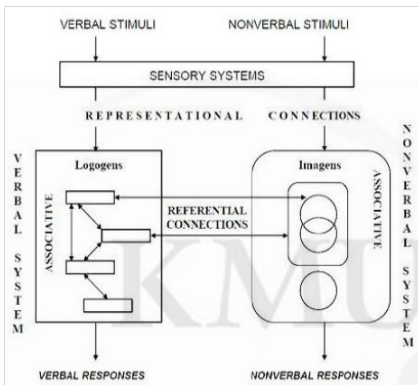 VERBAL STIMULI
NONVERBAL STIMULI
SENSORY SYSTEMS
REPRESENTATIONAL CONNECTIONS
VERBAL SYSTEM
Logogens
ASSOCIATIVE
REFERENTIAL
CONNECTIONS
Imagens
ASSOCIATIVE
NONVERBAL SYSTEM
VERBAL RESPONSES
NONVERBAL RESPONSES
KMU